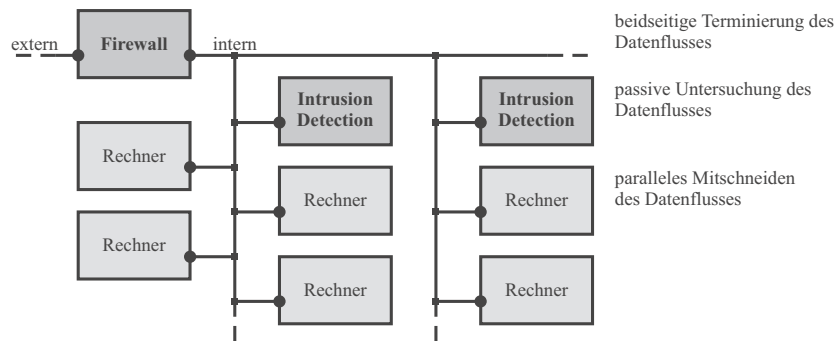 extern
Firewall
intern
beidseitige Terminierung des
Datenflusses
Intrusion
Detection
Intrusion
Detection
passive Untersuchung des
Datenflusses
Rechner
Rechner
Rechner
paralleles Mitschneiden
des Datenflusses
Rechner
Rechner
Rechner